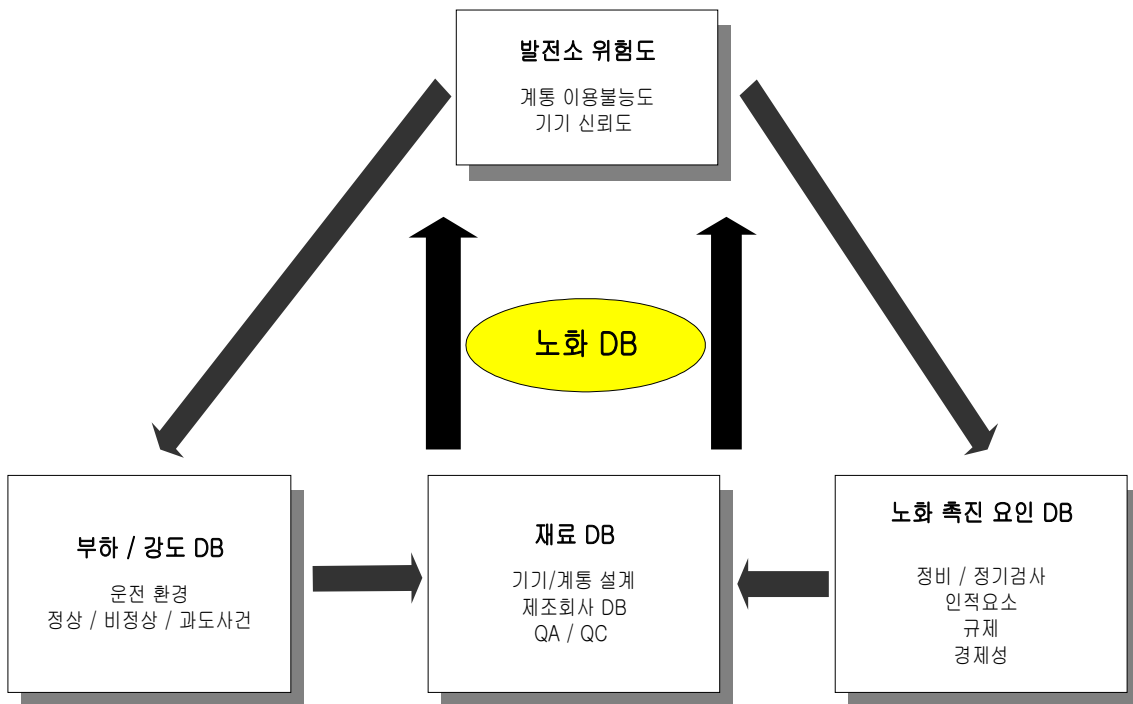 발전소 위험도
계통 이용불능도
기기 신뢰도
노화 DB
부하 / 강도 DB
운전 환경
정상 / 비정상 / 과도사건
재료 DB
기기/계통 설계
제조회사 DB
QA / QC
노화 촉진 요인 DB
정비 / 정기검사
인적요소
규제
경제성